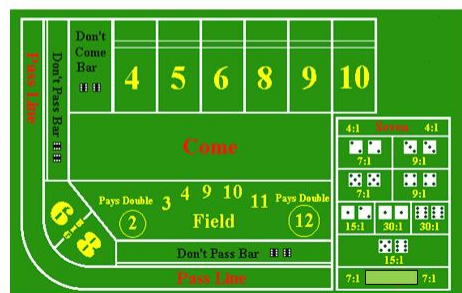 Pass Line
Don't Pass Bar
Don't
Come
Bar
4 5 6 8 9 10
Come
4:1 Seven 4:1
7:1 9:1
7:1 9:1
15:1 30:1 30:1
15:1
7:1 7:1
6 8
Big
Pays Double 3 4 9 10 11 Pays Double
2 Field 12
Don't Pass Bar
Pass Line